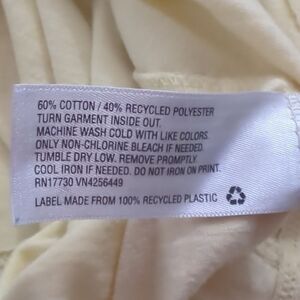 60% COTTON / 40% RECYCLED POLYESTER
TURN GARMENT INSIDE OUT.
MACHINE WASH COLD WITH LIKE COLORS.
ONLY NON-CHLORINE BLEACH IF NEEDED.
TUMBLE DRY LOW. REMOVE PROMPTLY.
COOL IRON IF NEEDED. DO NOT IRON ON PRINT.
RN17730 VN4256449
LABEL MADE FROM 100% RECYCLED PLASTIC